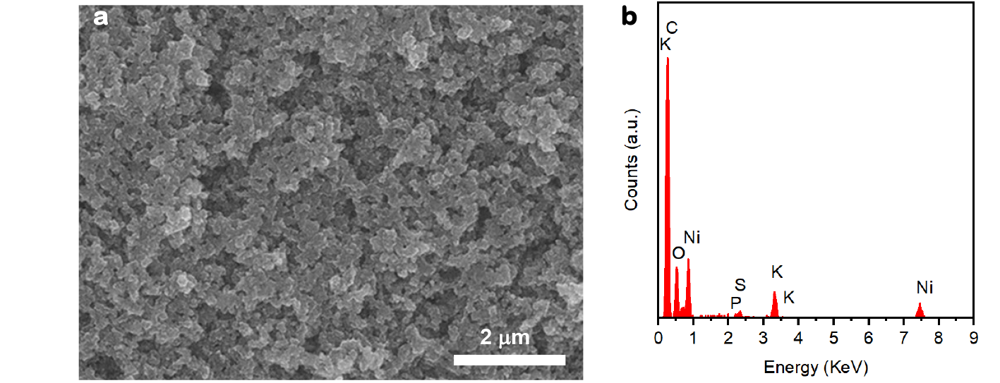 a
2 μm
b
C
K
Ni
O
S
P
K
K
Ni
Counts (a.u.)
0 1 2 3 4 5 6 7 8 9
Energy (KeV)